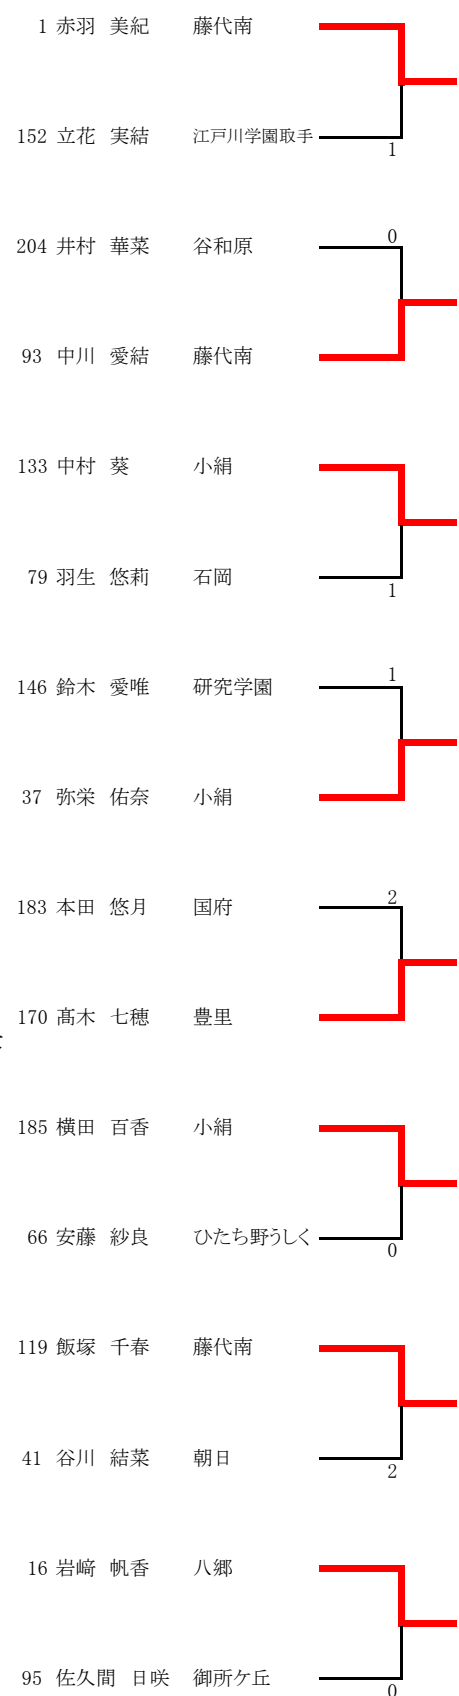 1 赤羽 美紀 藤代南
152 立花 実結 江戸川学園取手
1
0
204 井村 華菜 谷和原
93 中川 愛結 藤代南
133 中村 葵 小絹
79 羽生 悠莉 石岡
1
1
146 鈴木 愛唯 研究学園
37 弥栄 佑奈 小絹
2
183 本田 悠月 国府
170 髙木 七穂 豊里
185 横田 百香 小絹
66 安藤 紗良 ひたち野うしく
0
119 飯塚 千春 藤代南
41 谷川 結菜 朝日
2
16 岩﨑 帆香 八郷
95 佐久間 日咲 御所ケ丘
0